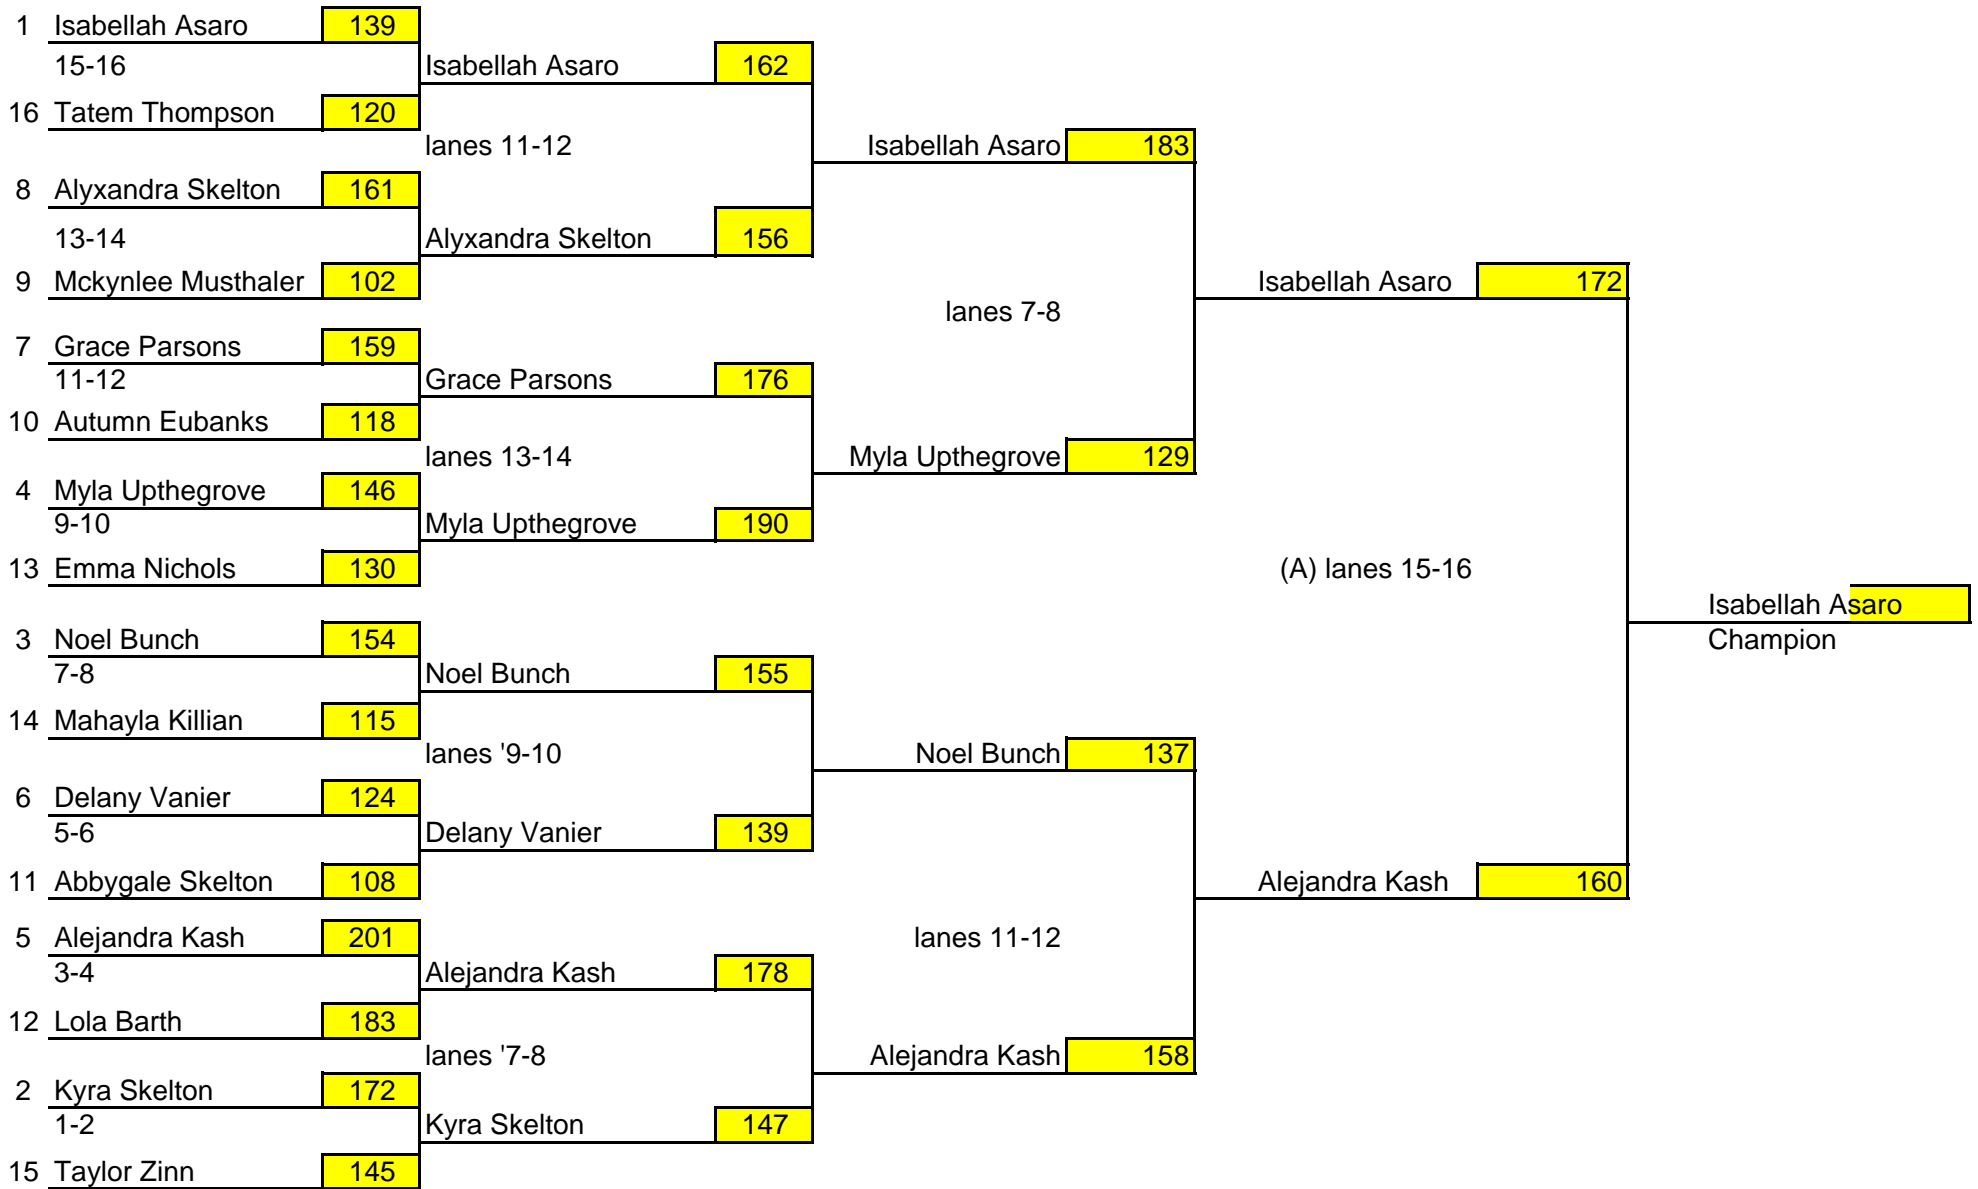 1 Isabellah Asaro 139
15-16 Isabellah Asaro 162
16 Tatem Thompson 120
lanes 11-12 Isabellah Asaro 183
8 Alyxandra Skelton 161
13-14 Alyxandra Skelton 156
9 Mckynlee Musthaler 102 Isabellah Asaro 172
lanes 7-8
7 Grace Parsons 159
11-12 Grace Parsons 176
10 Autumn Eubanks 118
lanes 13-14 Myla Upthegrove 129
4 Myla Upthegrove 146
9-10 Myla Upthegrove 190
13 Emma Nichols 130 (A) lanes 15-16
Isabellah Asaro
3 Noel Bunch 154 Champion
7-8 Noel Bunch 155
14 Mahayla Killian 115
lanes '9-10 Noel Bunch 137
6 Delany Vanier 124
5-6 Delany Vanier 139
11 Abbygale Skelton 108 Alejandra Kash 160
5 Alejandra Kash 201 lanes 11-12
3-4 Alejandra Kash 178
12 Lola Barth 183
lanes '7-8 Alejandra Kash 158
2 Kyra Skelton 172
1-2 Kyra Skelton 147
15 Taylor Zinn 145